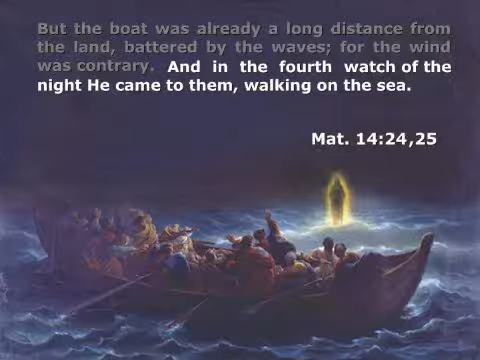 But the boat was already a long distance from
the land, battered by the waves; for the wind
was contrary. And in the fourth watch of the
night He came to them, walking on the sea.
Mat. 14:24,25